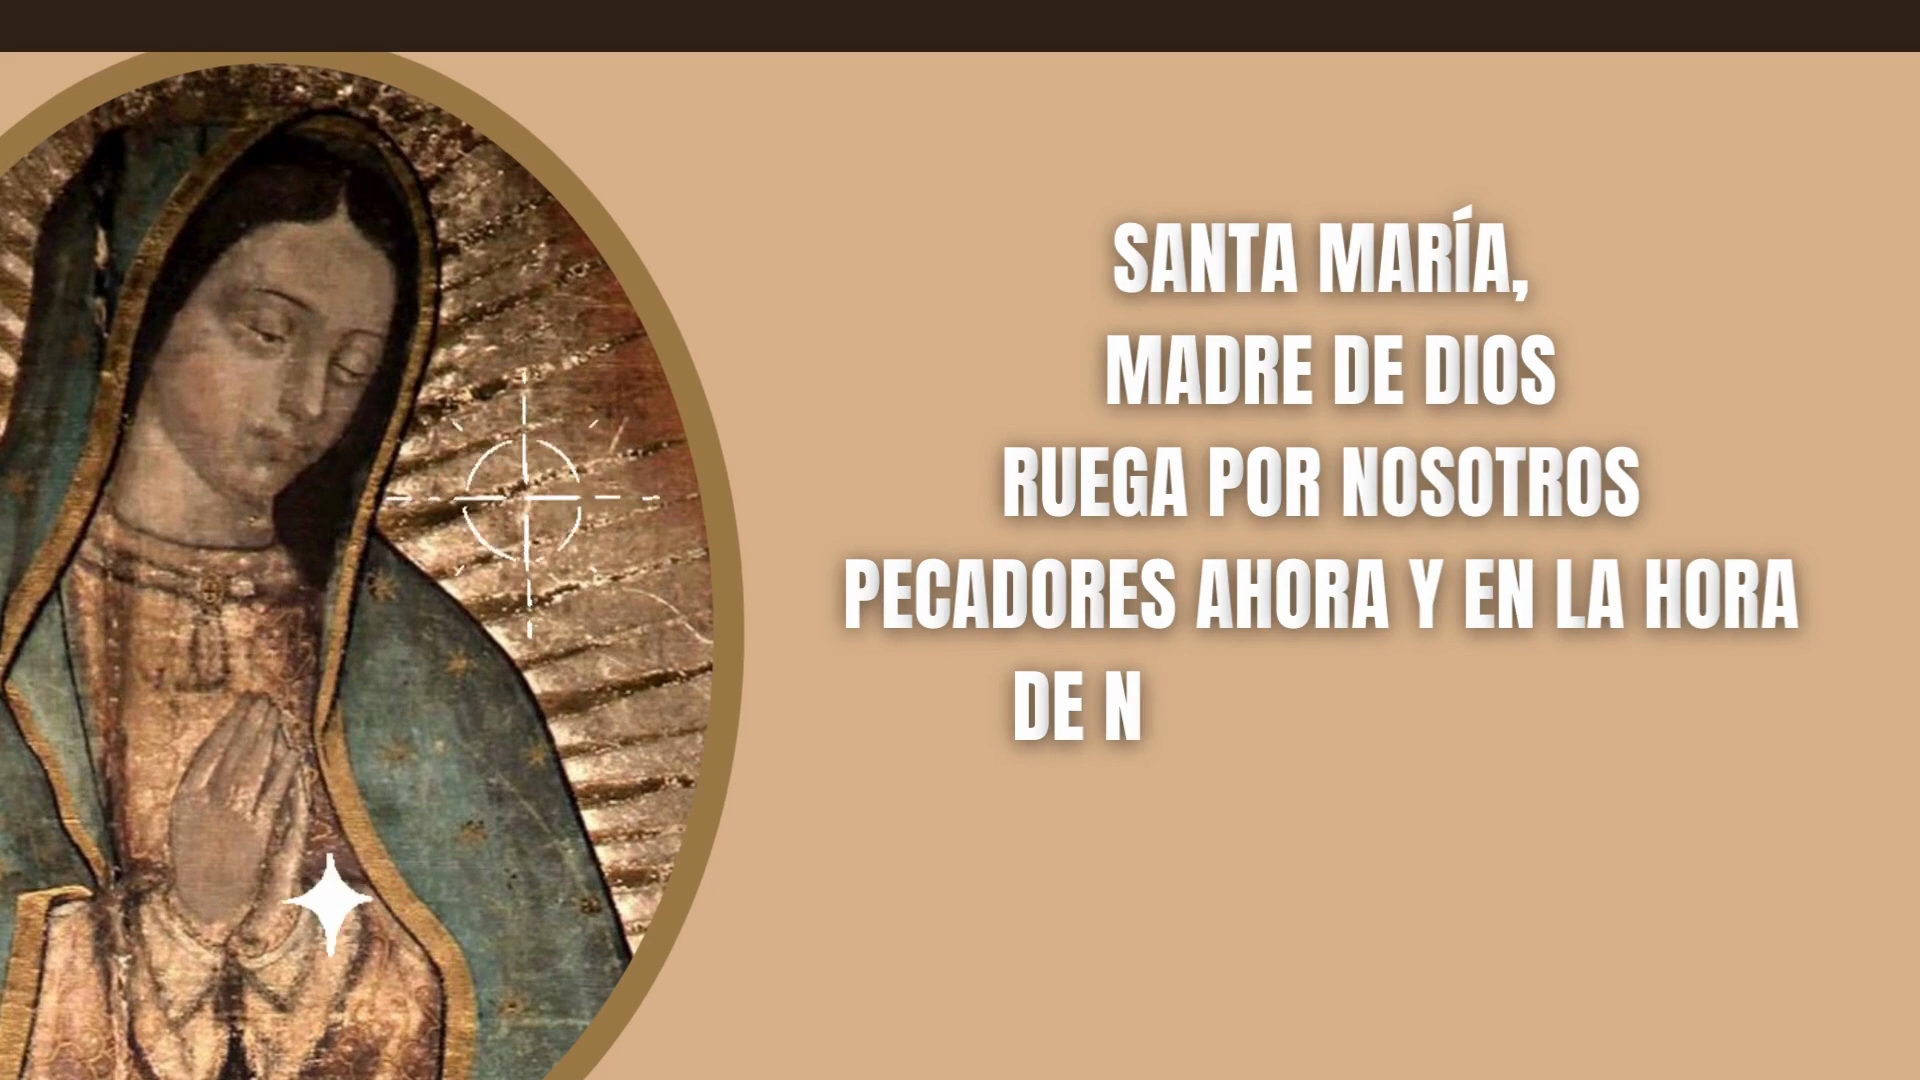 SANTA MARÍA,
MADRE DE DIOS
RUEGA POR NOSOTROS
PECADORES AHORA Y EN LA HORA
DE N